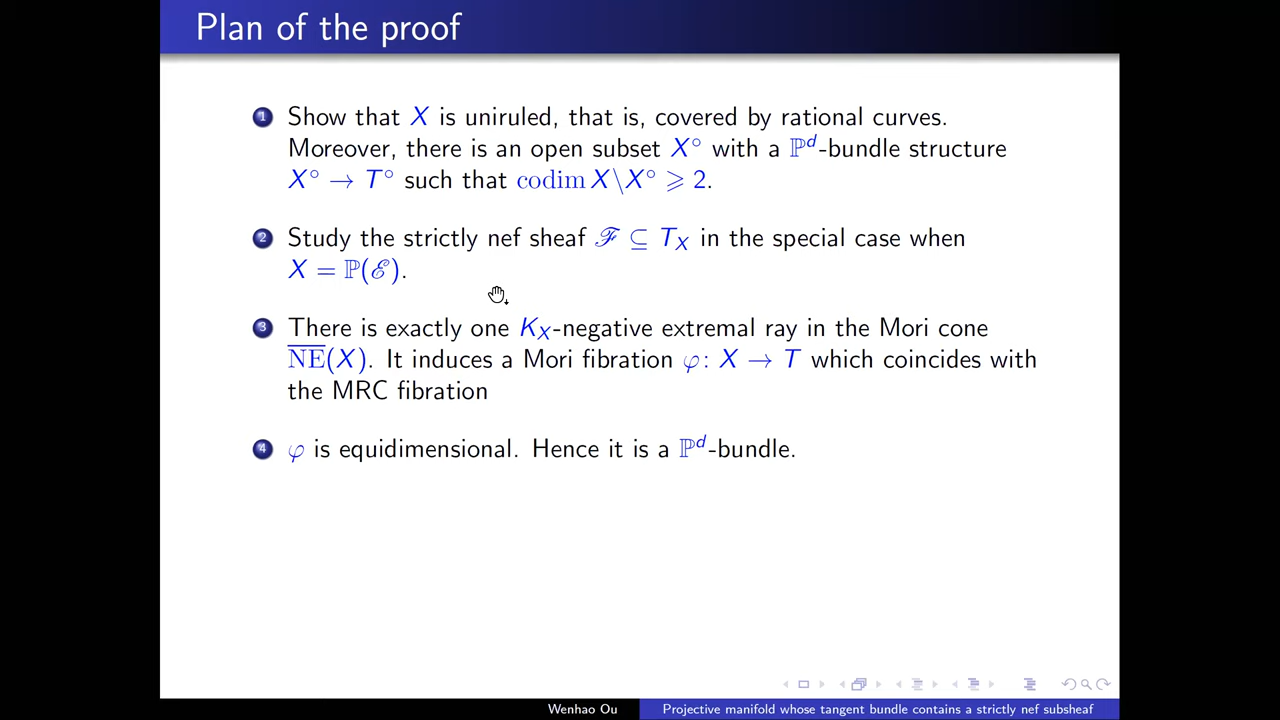 Plan of the proof
1 Show that X is uniruled, that is, covered by rational curves.
Moreover, there is an open subset X° with a ℙᵈ-bundle structure
X° → T° such that codim X\X° ⩾ 2.
2 Study the strictly nef sheaf ℱ ⊆ T_X in the special case when
X = ℙ(ℰ).
3 There is exactly one K_X-negative extremal ray in the Mori cone
N̅E̅(X). It induces a Mori fibration φ: X → T which coincides with
the MRC fibration
4 φ is equidimensional. Hence it is a ℙᵈ-bundle.
Wenhao Ou Projective manifold whose tangent bundle contains a strictly nef subsheaf